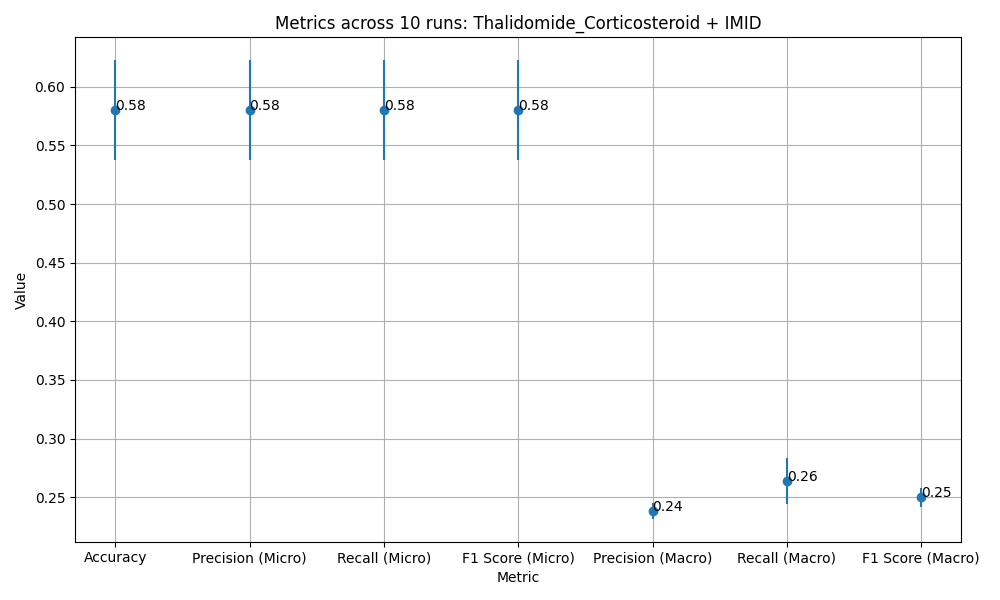 Metrics across 10 runs: Thalidomide_Corticosteroid + IMID
Value
0.60
0.55
0.50
0.45
0.40
0.35
0.30
0.25
0.58
0.58
0.58
0.58
0.24
0.26
0.25
Accuracy
Precision (Micro)
Recall (Micro)
F1 Score (Micro)
Precision (Macro)
Recall (Macro)
F1 Score (Macro)
Metric